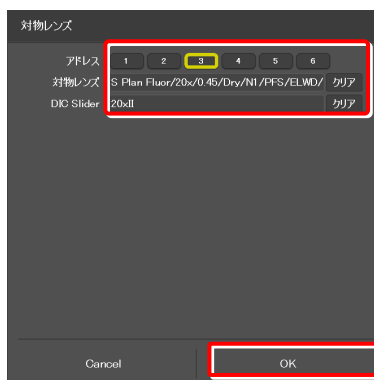 対物レンズ
アドレス 1 2 3 4 5 6
対物レンズ S Plan Fluor/20x/0.45/Dry/N1/PFS/ELWD/ クリア
DIC Slider 20xII クリア
Cancel OK